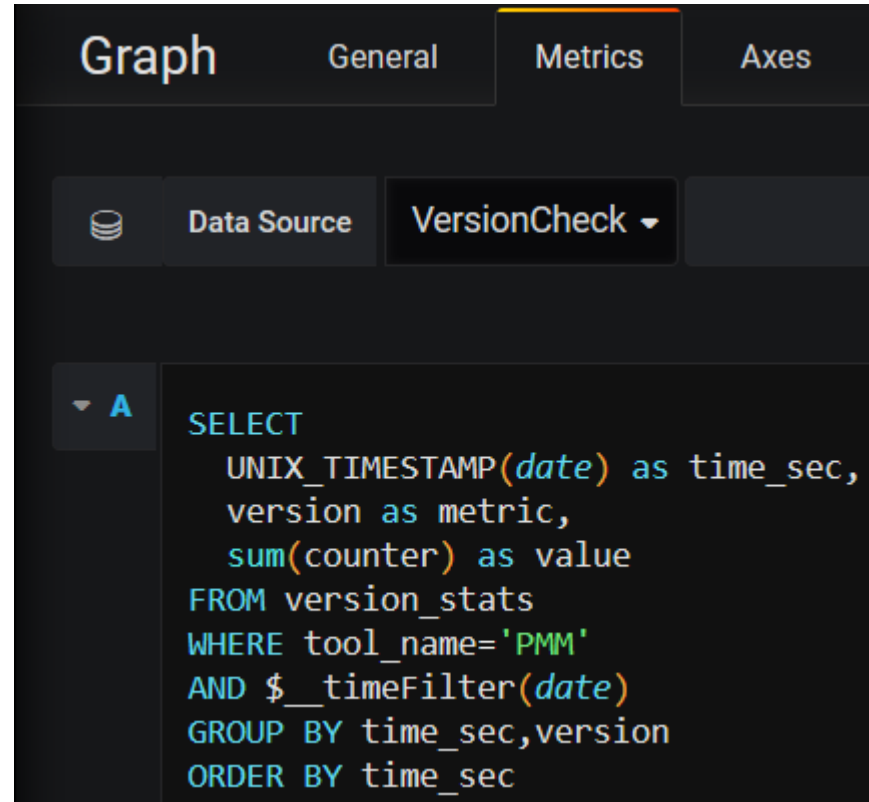 Graph General Metrics Axes
Data Source VersionCheck
A
SELECT
UNIX_TIMESTAMP(date) as time_sec,
version as metric,
sum(counter) as value
FROM version_stats
WHERE tool_name='PMM'
AND $__timeFilter(date)
GROUP BY time_sec,version
ORDER BY time_sec